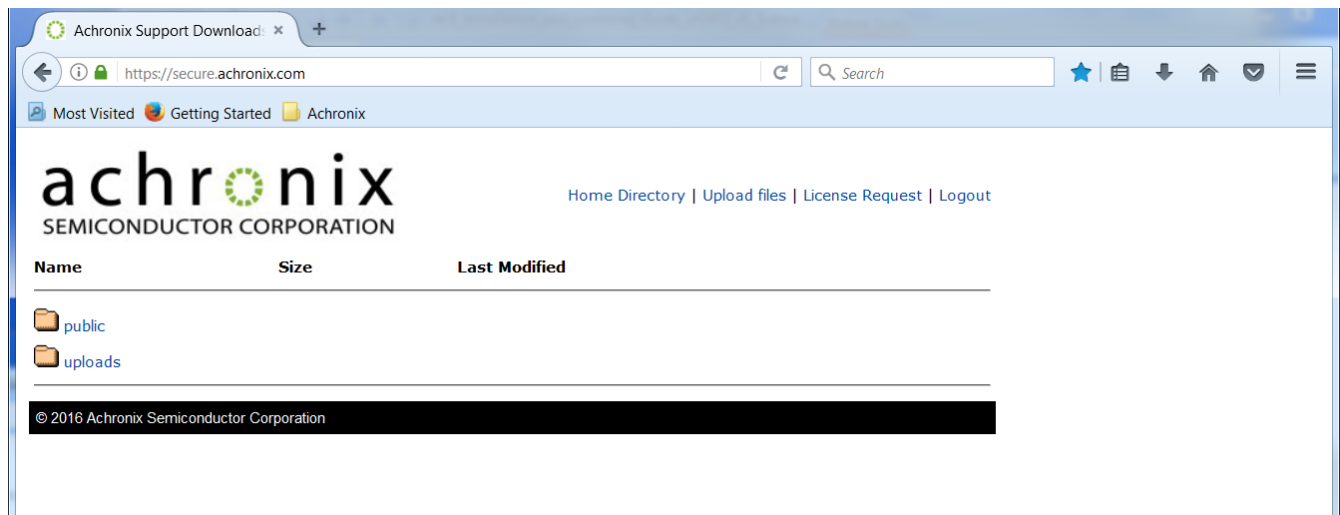 Achronix Support Download
https://secure.achronix.com
Search
Most Visited Getting Started Achronix
achronix
SEMICONDUCTOR CORPORATION
Home Directory | Upload files | License Request | Logout
Name Size Last Modified
public
uploads
© 2016 Achronix Semiconductor Corporation